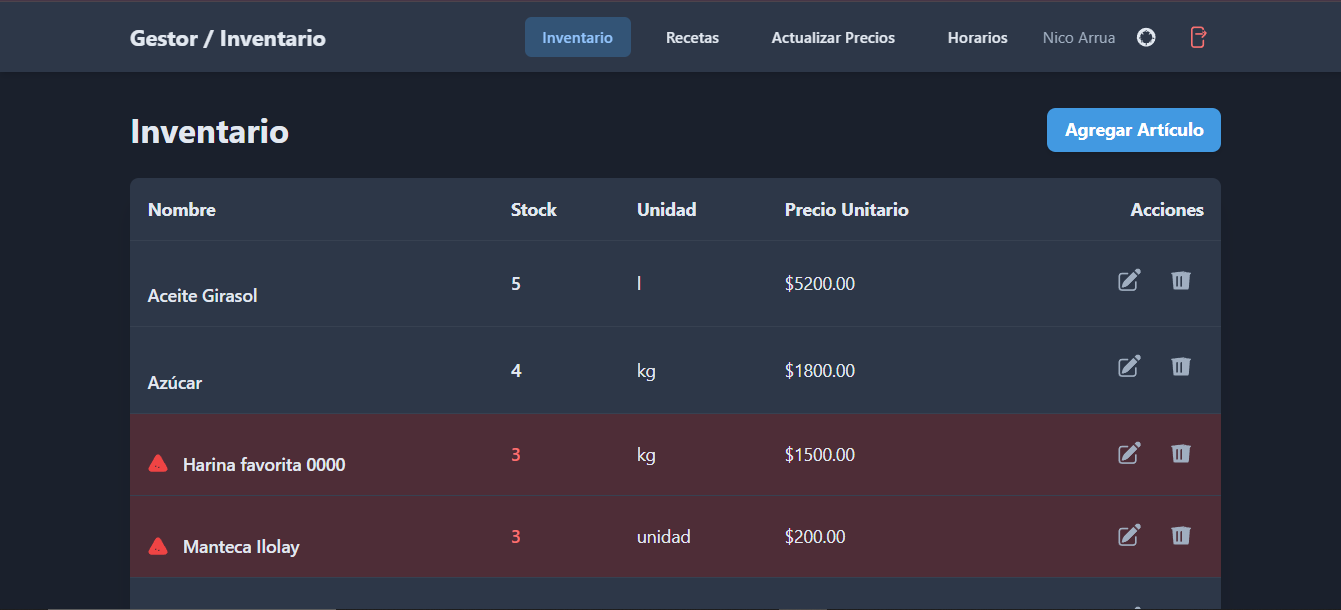 Gestor / Inventario Inventario Recetas Actualizar Precios Horarios Nico Arrua
Inventario Agregar Artículo
Nombre Stock Unidad Precio Unitario Acciones
Aceite Girasol 5 l $5200.00
Azúcar 4 kg $1800.00
Harina favorita 0000 3 kg $1500.00
Manteca Ilolay 3 unidad $200.00